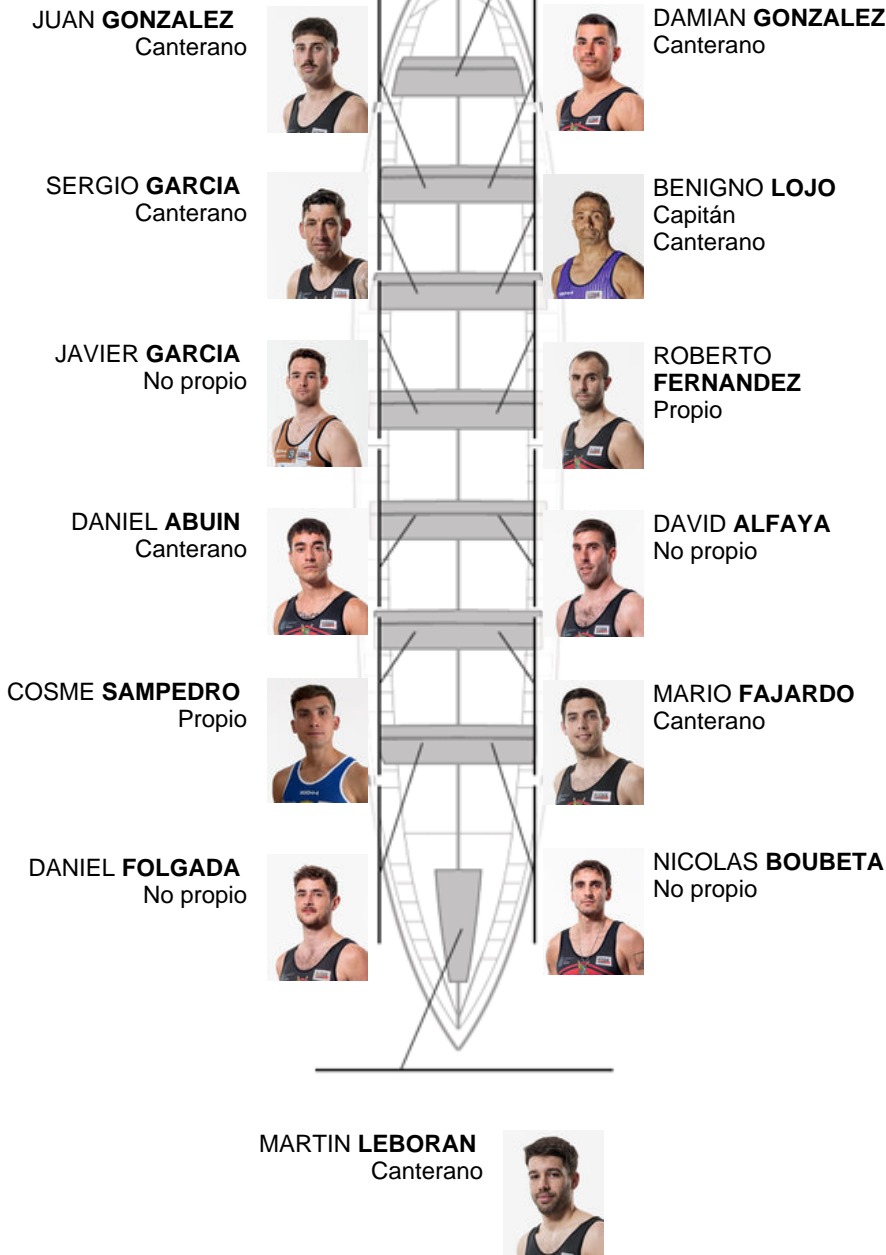 JUAN GONZALEZ
Canterano
DAMIAN GONZALEZ
Canterano
SERGIO GARCIA
Canterano
BENIGNO LOJO
Capitán
Canterano
JAVIER GARCIA
No propio
ROBERTO
FERNANDEZ
Propio
DANIEL ABUIN
Canterano
DAVID ALFAYA
No propio
COSME SAMPEDRO
Propio
MARIO FAJARDO
Canterano
DANIEL FOLGADA
No propio
NICOLAS BOUBETA
No propio
MARTIN LEBORAN
Canterano